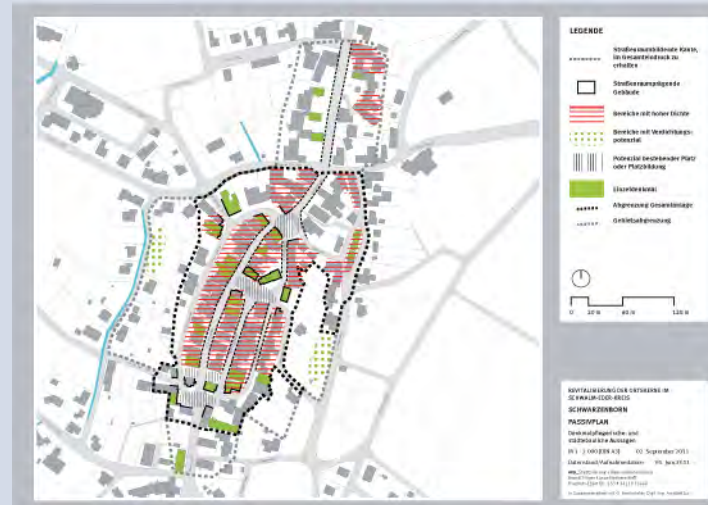 LEGENDE
Straßenraumbildende Kante,
im Gesamteindruck zu
erhalten
Straßenraumprägende
Gebäude
Bereiche mit hoher Dichte
Bereiche mit Verdichtungs-
potenzial
Potenzial bestehender Platz
oder Platzbildung
Einzeldenkmal
Abgrenzung Gesamtanlage
Gebietsabgrenzung
0 20 M 60 M 120 M
REVITALISIERUNG DER ORTSKERNE IM
SCHWALM-EDER-KREIS
SCHWARZENBORN
PASSIVPLAN
Denkmalpflegerische und
städtebauliche Aussagen
02. September 2011